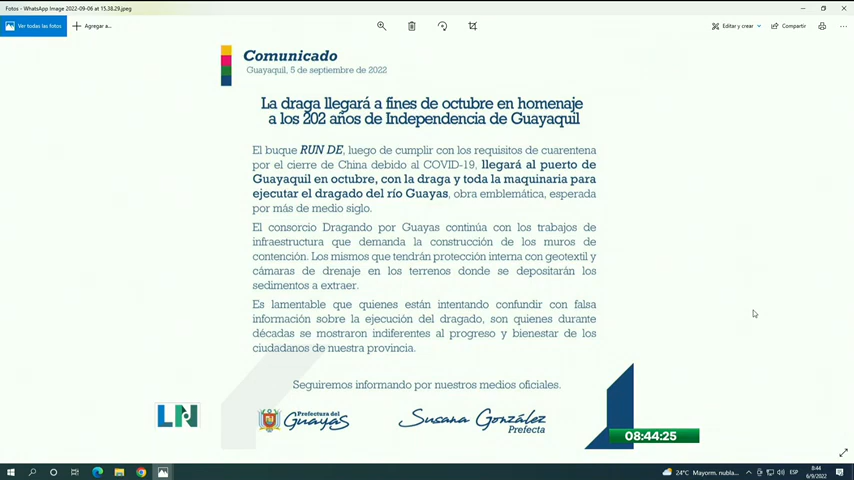 Fotos - WhatsApp Image 2022-09-06 at 15.38.29.jpeg
Ver todas las fotos
Agregar a...
Editar y crear
Compartir
Comunicado
Guayaquil, 5 de septiembre de 2022
La draga llegará a fines de octubre en homenaje
a los 202 años de Independencia de Guayaquil
El buque RUN DE, luego de cumplir con los requisitos de cuarentena
por el cierre de China debido al COVID-19, llegará al puerto de
Guayaquil en octubre, con la draga y toda la maquinaria para
ejecutar el dragado del río Guayas, obra emblemática, esperada
por más de medio siglo.
El consorcio Dragando por Guayas continúa con los trabajos de
infraestructura que demanda la construcción de los muros de
contención. Los mismos que tendrán protección interna con geotextil y
cámaras de drenaje en los terrenos donde se depositarán los
sedimentos a extraer.
Es lamentable que quienes están intentando confundir con falsa
información sobre la ejecución del dragado, son quienes durante
décadas se mostraron indiferentes al progreso y bienestar de los
ciudadanos de nuestra provincia.
Seguiremos informando por nuestros medios oficiales.
LN
Prefectura del
Guayas
Susana González
Prefecta
08:44:25
24°C Mayorm. nubla...
ESP
8:44
6/9/2022